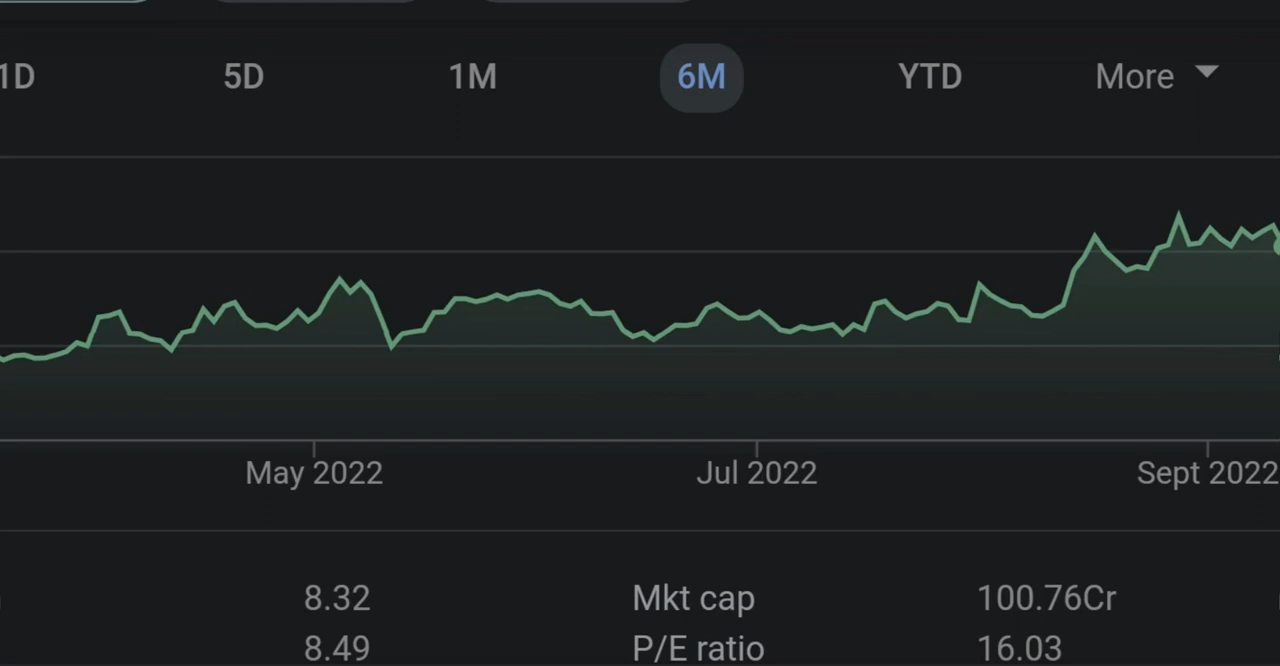 1D 5D 1M 6M YTD More
May 2022 Jul 2022 Sept 2022
8.32 Mkt cap 100.76Cr
8.49 P/E ratio 16.03